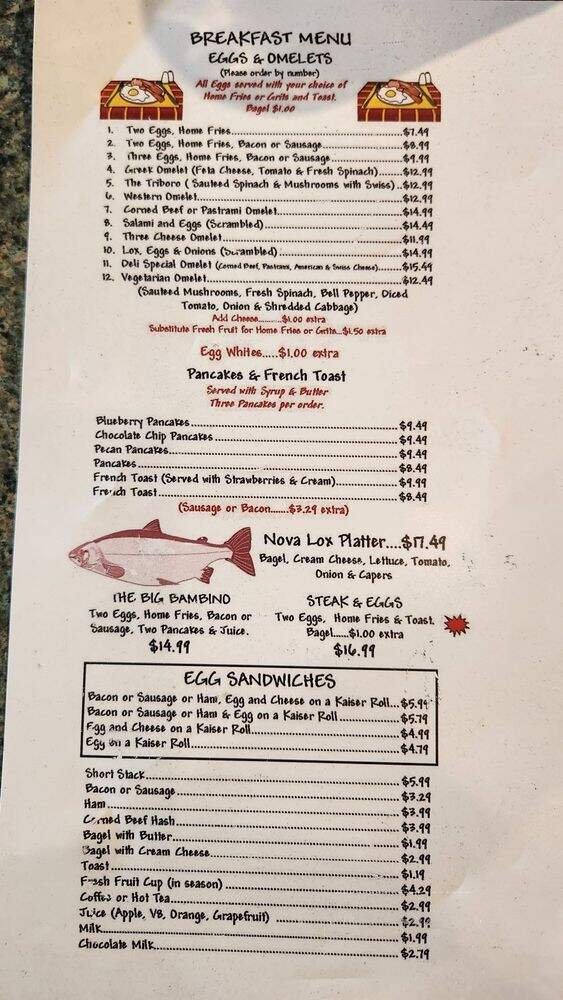 BREAKFAST MENU
EGGS & OMELETS
(Please order by number)
All Eggs served with your choice of
Home Fries or Grits and Toast.
Bagel $1.00
1. Two Eggs, Home Fries...$7.49
2. Two Eggs, Home Fries, Bacon or Sausage...$8.99
3. Three Eggs, Home Fries, Bacon or Sausage...$9.99
4. Greek Omelet (Feta Cheese, Tomato & Fresh Spinach)...$12.99
5. The Triboro ( Sauteed Spinach & Mushrooms with Swiss)..$12.99
6. Western Omelet...$12.99
7. Corned Beef or Pastrami Omelet...$14.99
8. Salami and Eggs (Scrambled)...$14.49
9. Three Cheese Omelet...$11.99
10. Lox, Eggs & Onions (Scrambled)...$14.99
11. Deli Special Omelet (Corned Beef, Pastrami, American & Swiss Cheese)...$15.49
12. Vegetarian Omelet...$12.49
(Sauteed Mushrooms, Fresh Spinach, Bell Pepper, Diced
Tomato, Onion & Shredded Cabbage)
Add Cheese...$1.00 extra
Substitute Fresh Fruit for Home Fries or Grits...$1.50 extra
Egg Whites.....$1.00 extra
Pancakes & French Toast
Served with Syrup & Butter
Three Pancakes per order.
Blueberry Pancakes...$9.49
Chocolate Chip Pancakes...$9.49
Pecan Pancakes...$9.49
Pancakes...$8.49
French Toast (Served with Strawberries & Cream)...$9.99
French Toast...$8.49
(Sausage or Bacon.......$3.29 extra)
Nova Lox Platter....$17.49
Bagel, Cream Cheese, Lettuce, Tomato,
Onion & Capers
THE BIG BAMBINO
Two Eggs, Home Fries, Bacon or
Sausage, Two Pancakes & Juice.
$14.99
STEAK & EGGS
Two Eggs, Home Fries & Toast.
Bagel......$1.00 extra
$16.99
EGG SANDWICHES
Bacon or Sausage or Ham, Egg and Cheese on a Kaiser Roll...$5.99
Bacon or Sausage or Ham & Egg on a Kaiser Roll...$5.79
Egg and Cheese on a Kaiser Roll...$4.99
Egg on a Kaiser Roll...$4.79
Short Stack...$5.99
Bacon or Sausage...$3.29
Ham...$3.99
Corned Beef Hash...$3.99
Bagel with Butter...$1.99
Bagel with Cream Cheese...$2.99
Toast...$1.19
Fresh Fruit Cup (in season) ...$4.29
Coffee or Hot Tea...$2.99
Juice (Apple, V8, Orange, Grapefruit) ...$2.99
Milk...$1.99
Chocolate Milk...$2.79